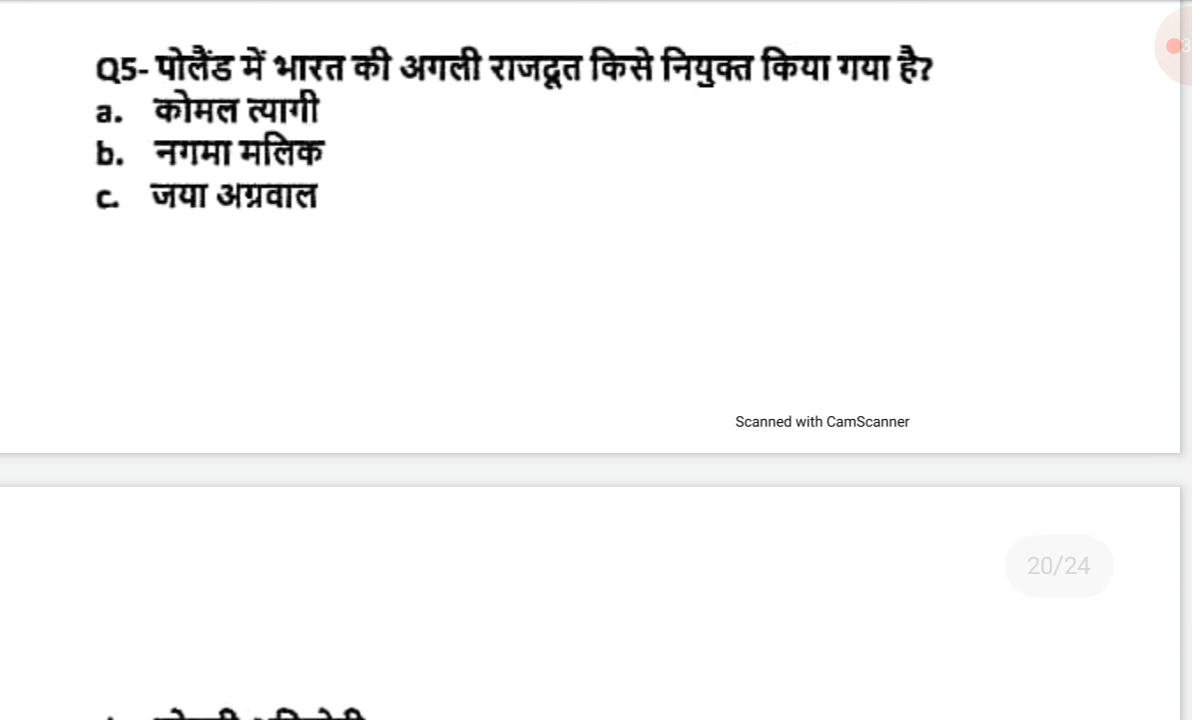 Q5- पोलैंड में भारत की अगली राजदूत किसे नियुक्त किया गया है?
a. कोमल त्यागी
b. नगमा मलिक
c. जया अग्रवाल
Scanned with CamScanner
20/24